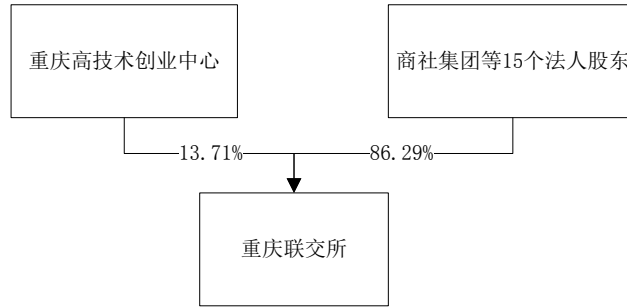 重庆高技术创业中心
商社集团等15个法人股东
13.71%
86.29%
重庆联交所